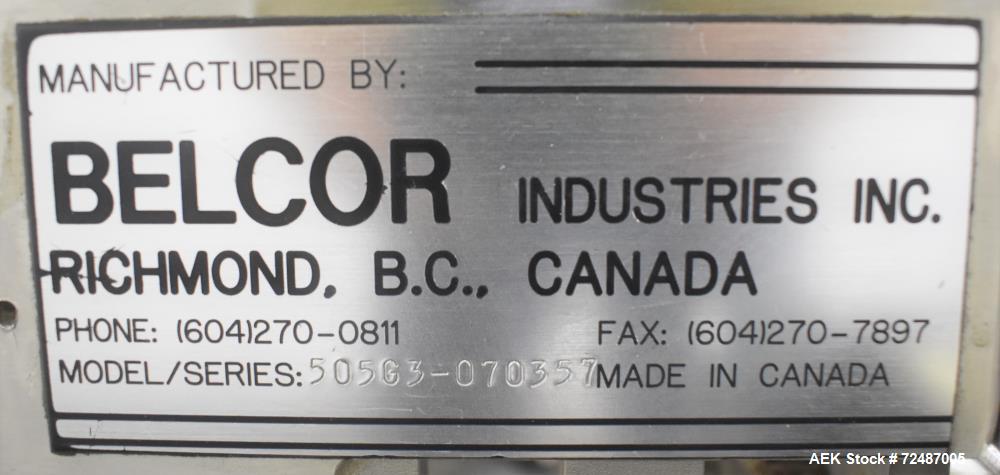 MANUFACTURED BY:
BELCOR INDUSTRIES INC.
RICHMOND, B.C., CANADA
PHONE: (604)270-0811 FAX: (604)270-7897
MODEL/SERIES: 505G3-070357 MADE IN CANADA
AEK Stock # 72487005